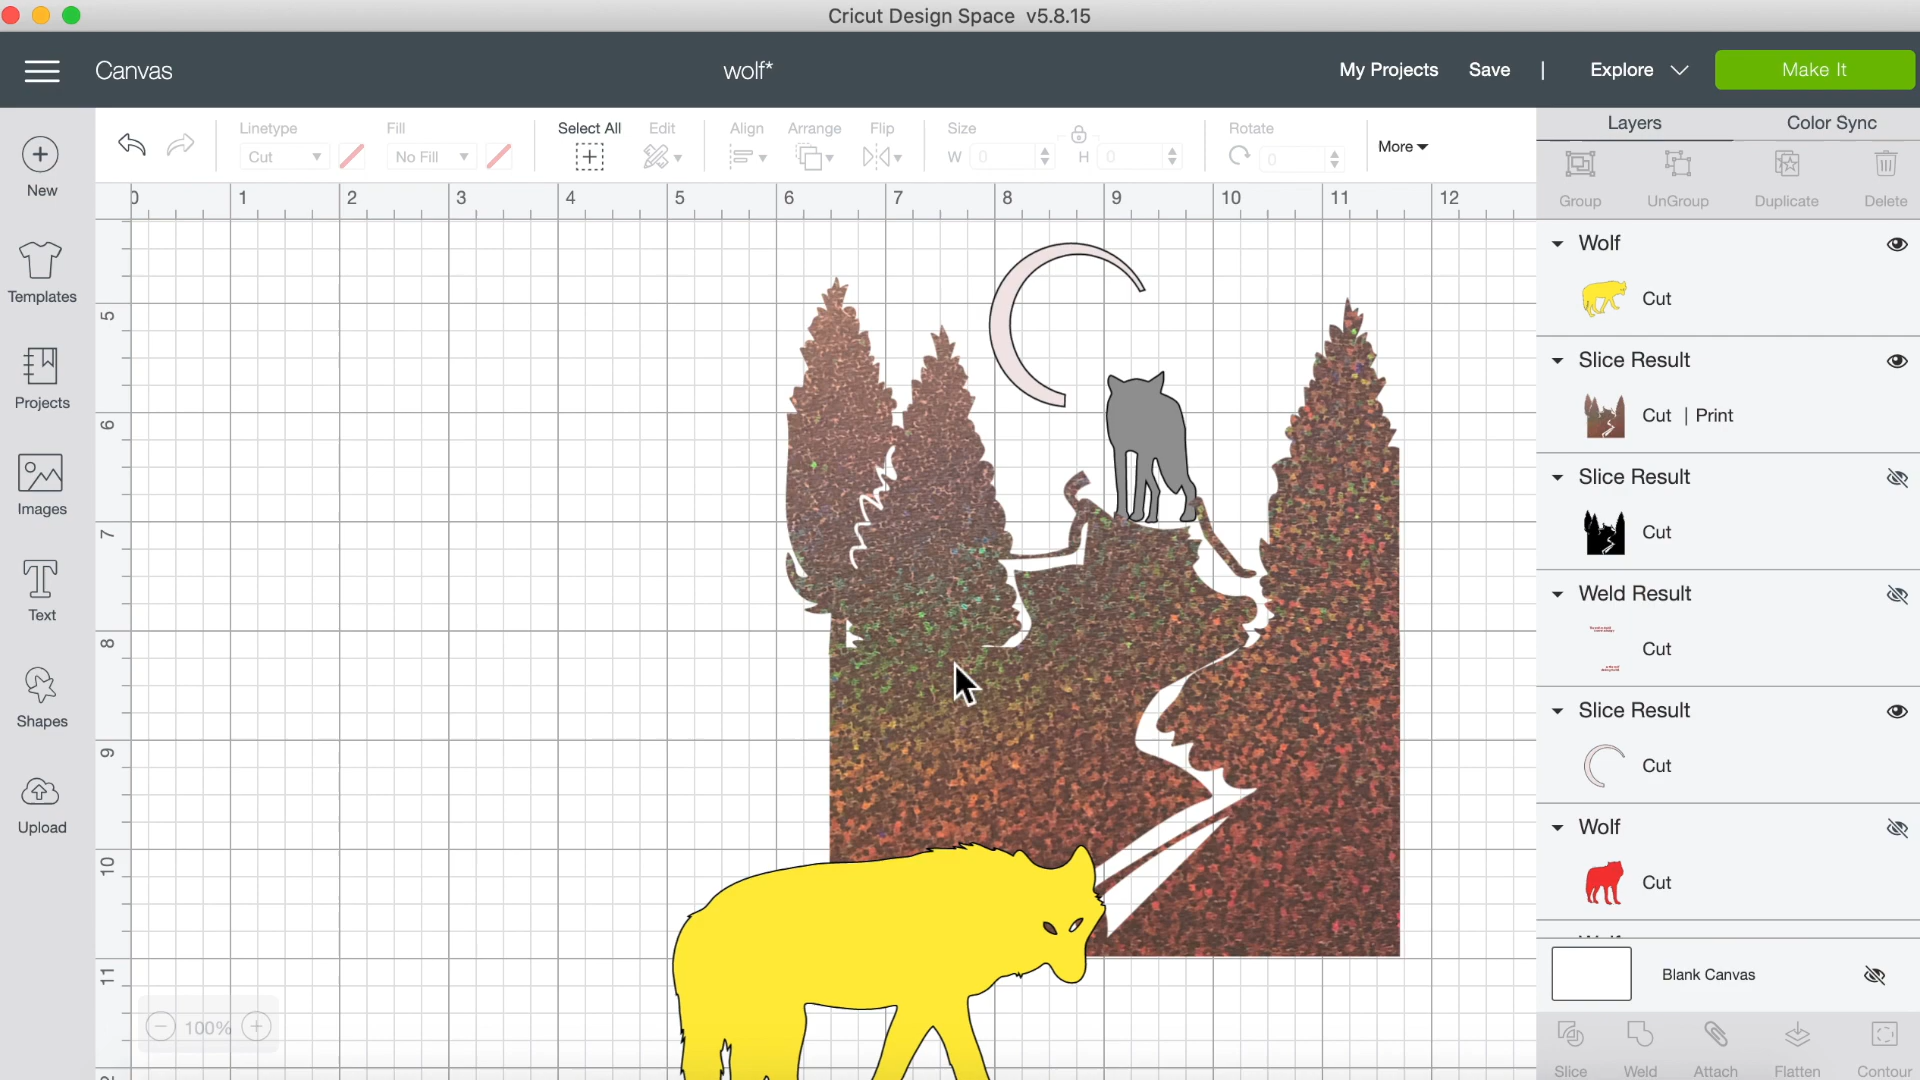 Cricut Design Space v5.8.15
Canvas
wolf*
My Projects
Save
|
Explore
Make It
New
Templates
Projects
Images
Text
Shapes
Upload
Linetype
Cut
Fill
No Fill
Select All
Edit
Align
Arrange
Flip
Size
W 0
H 0
Rotate
0
More
0 1 2 3 4 5 6 7 8 9 10 11 12
5
6
7
8
9
10
11
100%
Layers
Color Sync
Group
UnGroup
Duplicate
Delete
Wolf
Cut
Slice Result
Cut | Print
Slice Result
Cut
Weld Result
Cut
Slice Result
Cut
Wolf
Cut
Blank Canvas
Slice
Weld
Attach
Flatten
Contour